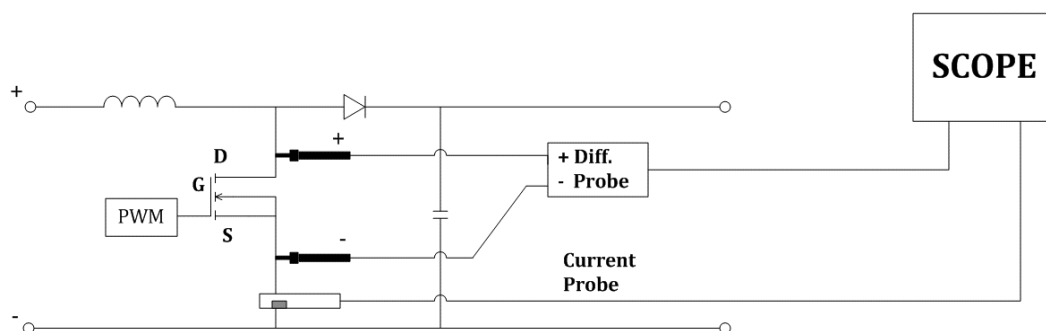 SCOPE
+
+
D
+ Diff.
- Probe
G
PWM
S
-
Current
Probe
-